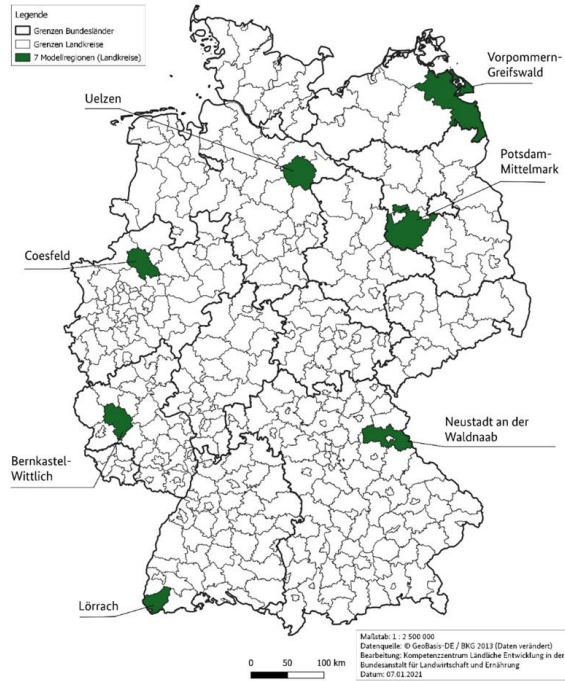 Legende
Grenzen Bundesländer
Grenzen Landkreise
7 Modellregionen (Landkreise)
Vorpommern-
Greifswald
Uelzen
Potsdam-
Mittelmark
Coesfeld
Neustadt an der
Waldnaab
Bernkastel-
Wittlich
Lörrach
Maßstab: 1 : 2 500 000
Datenquelle: © GeoBasis-DE / BKG 2013 (Daten verändert)
Bearbeitung: Kompetenzzentrum Ländliche Entwicklung in der
Bundesanstalt für Landwirtschaft und Ernährung
Datum: 07.01.2021
0 50 100 km